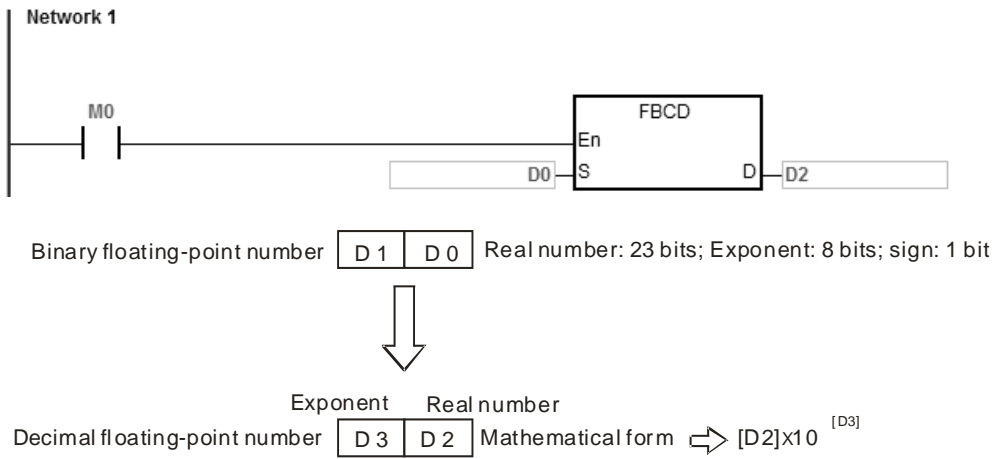 Network 1
M0
FBCD
En
D0 S D D2
Binary floating-point number D 1 D 0 Real number: 23 bits; Exponent: 8 bits; sign: 1 bit
Exponent Real number
Decimal floating-point number D 3 D 2 Mathematical form [D2]X10 [D3]